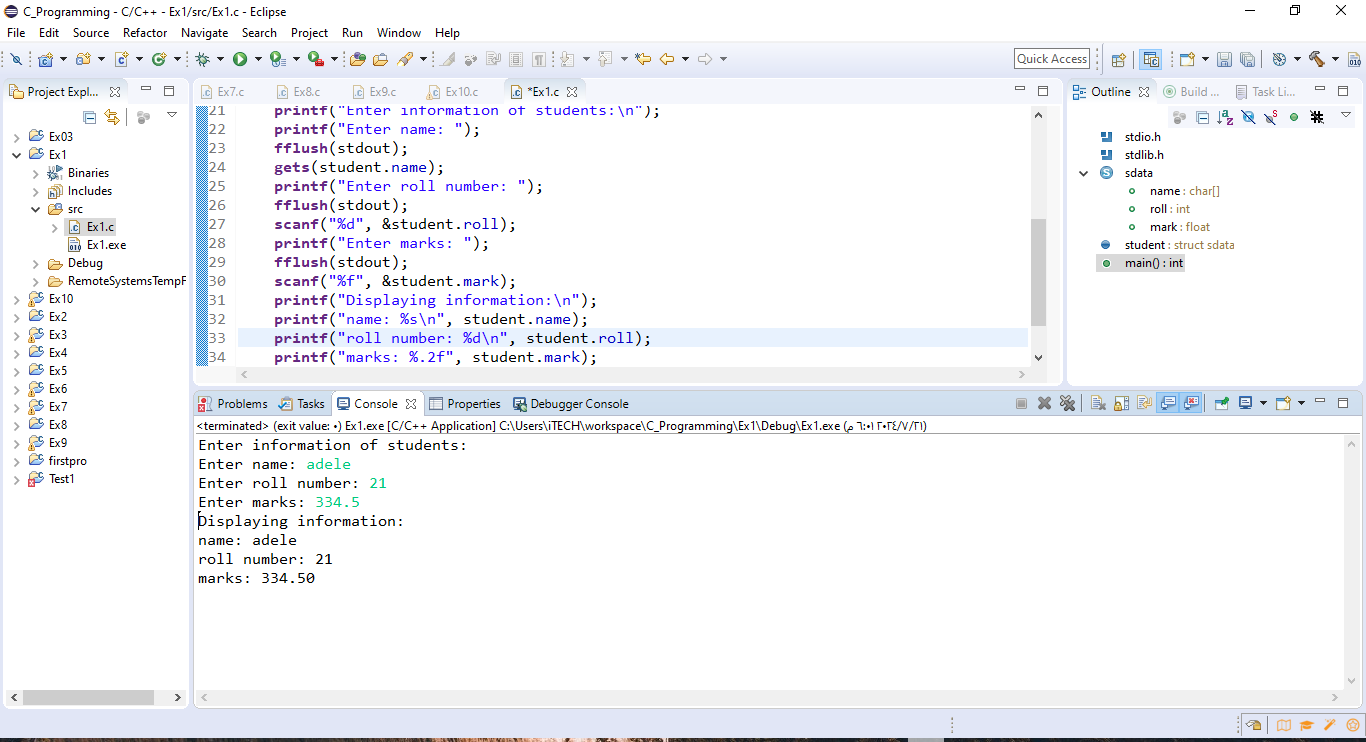 C_Programming - C/C++ - Ex1/src/Ex1.c - Eclipse
File Edit Source Refactor Navigate Search Project Run Window Help
Quick Access
Project Expl...
Ex03
Ex1
Binaries
Includes
src
Ex1.c
Ex1.exe
Debug
RemoteSystemsTempF
Ex10
Ex2
Ex3
Ex4
Ex5
Ex6
Ex7
Ex8
Ex9
firstpro
Test1
Ex7.c Ex8.c Ex9.c Ex10.c *Ex1.c
21 printf("Enter information of students:\n");
22 printf("Enter name: ");
23 fflush(stdout);
24 gets(student.name);
25 printf("Enter roll number: ");
26 fflush(stdout);
27 scanf("%d", &student.roll);
28 printf("Enter marks: ");
29 fflush(stdout);
30 scanf("%f", &student.mark);
31 printf("Displaying information:\n");
32 printf("name: %s\n", student.name);
33 printf("roll number: %d\n", student.roll);
34 printf("marks: %.2f", student.mark);
Outline Build ... Task Li...
stdio.h
stdlib.h
sdata
name : char[]
roll : int
mark : float
student : struct sdata
main() : int
Problems Tasks Console Properties Debugger Console
<terminated> (exit value: ٠) Ex1.exe [C/C++ Application] C:\Users\iTECH\workspace\C_Programming\Ex1\Debug\Ex1.exe (٢٠٢٤/٧/٣١ ٦:٠١ م)
Enter information of students:
Enter name: adele
Enter roll number: 21
Enter marks: 334.5
Displaying information:
name: adele
roll number: 21
marks: 334.50